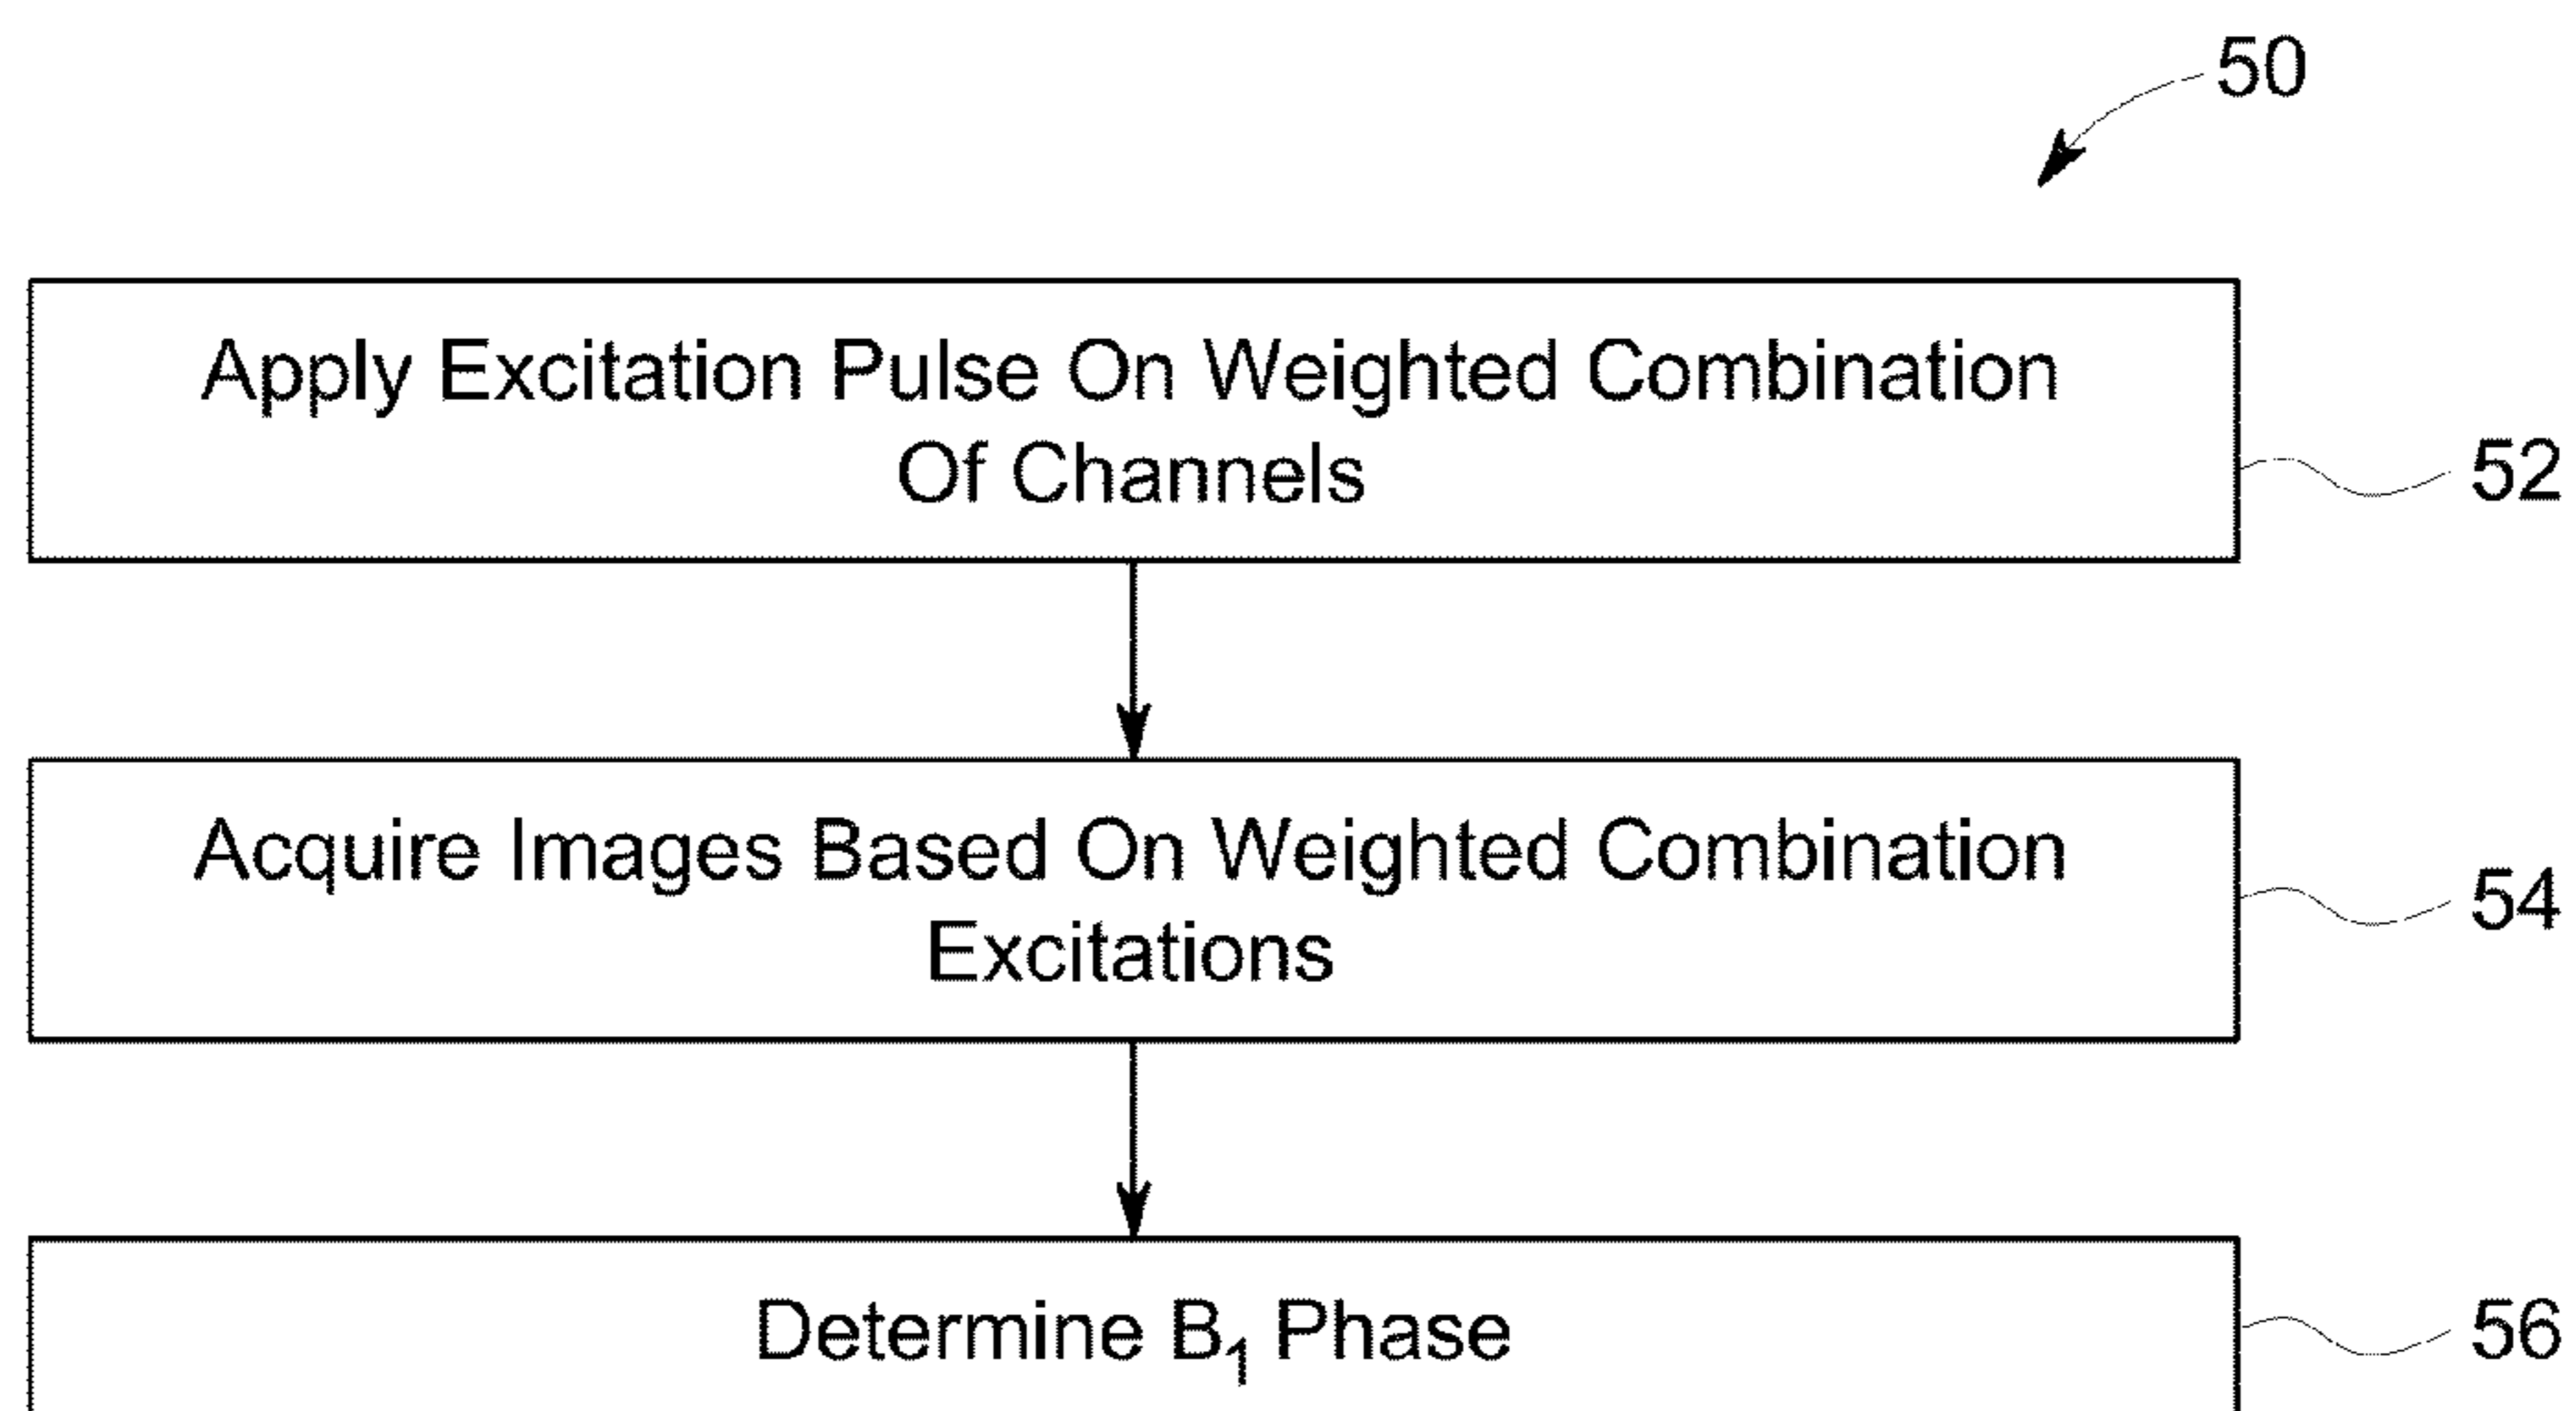 50
Apply Excitation Pulse On Weighted Combination
Of Channels
52
Acquire Images Based On Weighted Combination
Excitations
54
Determine B₁ Phase
56